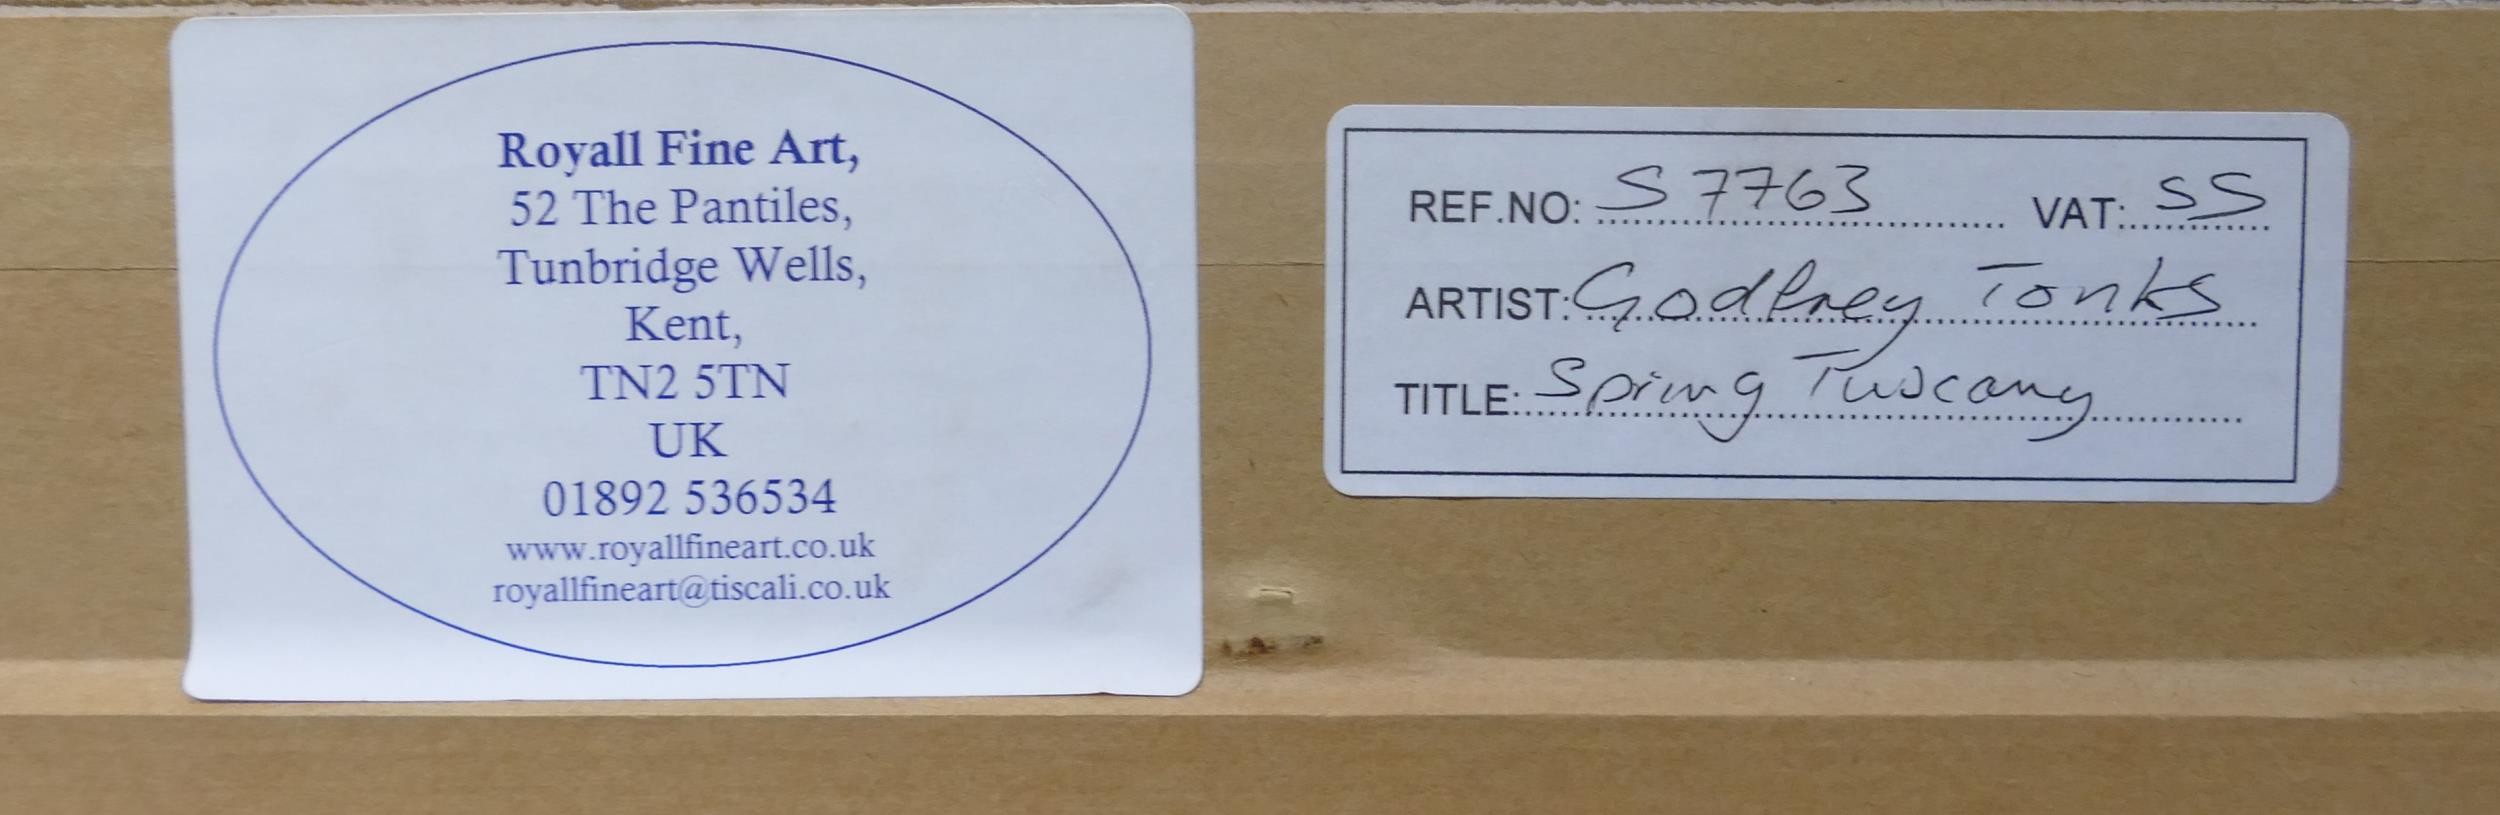 Royall Fine Art,
52 The Pantiles,
Tunbridge Wells,
Kent,
TN2 5TN
UK
01892 536534
www.royallfineart.co.uk
royallfineart@tiscali.co.uk
REF.NO: S 7763 VAT: SS
ARTIST: Godfrey Tonks
TITLE: Spring Tuscany